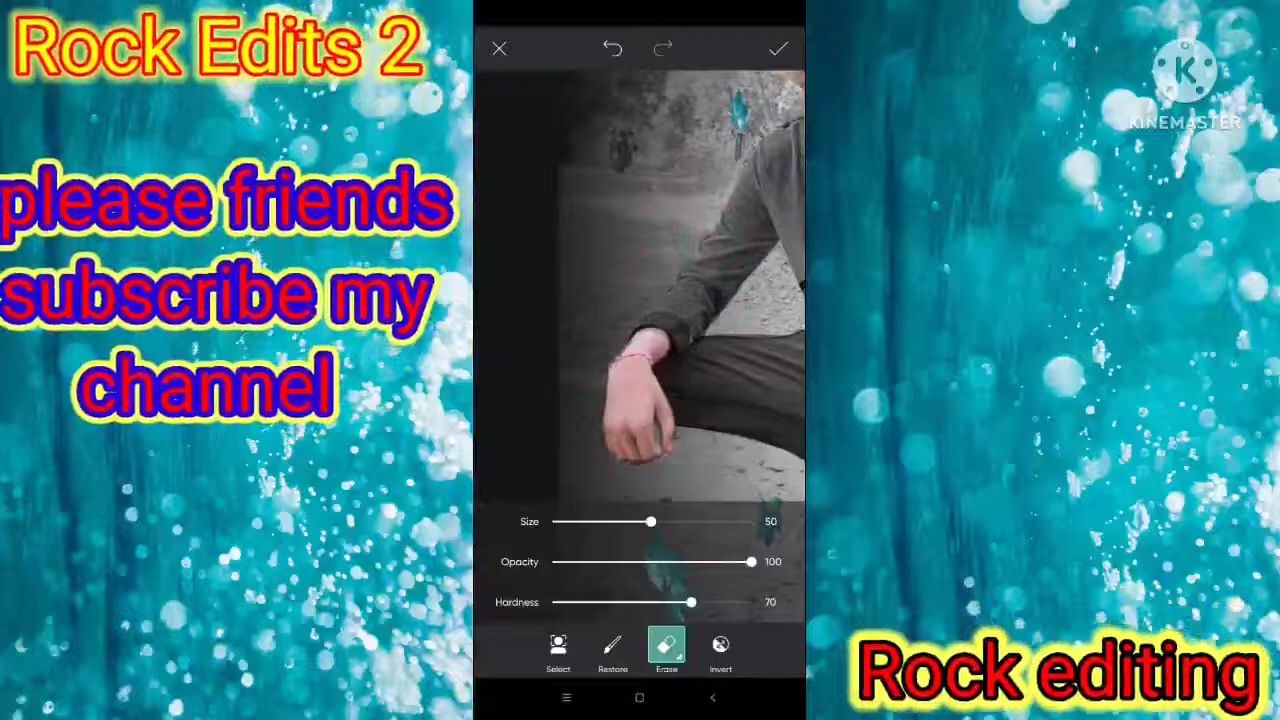 Rock Edits 2
please friends
subscribe my
channel
K
KINEMASTER
Size 50
Opacity 100
Hardness 70
Select Restore Erase Invert
Rock editing